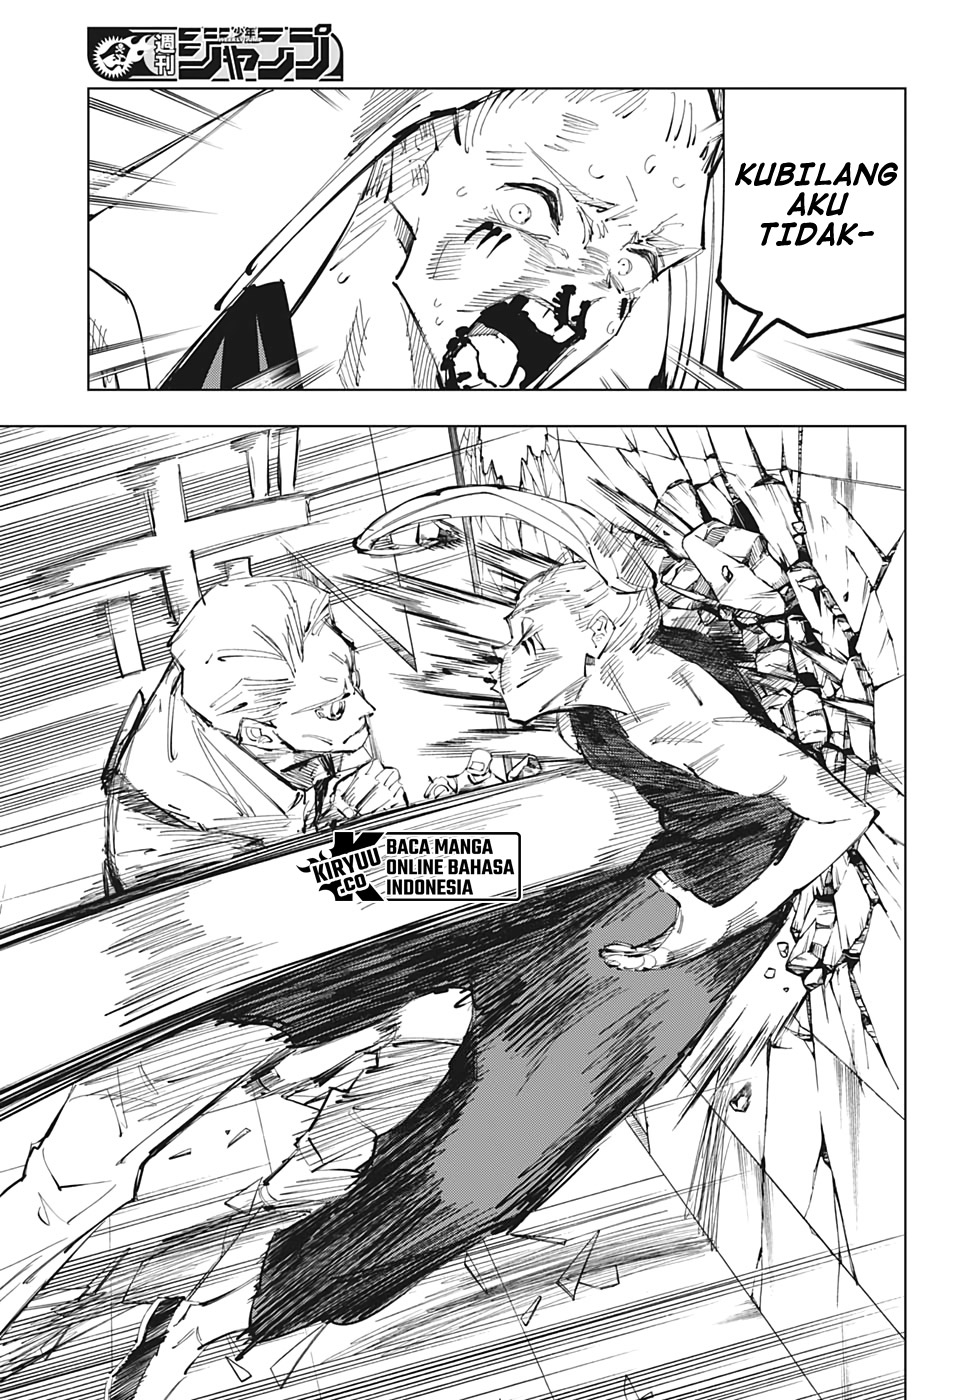 週刊
少年
ジャンプ
KUBILANG
AKU
TIDAK-
KIRYUU
.CO
BACA MANGA
ONLINE BAHASA
INDONESIA